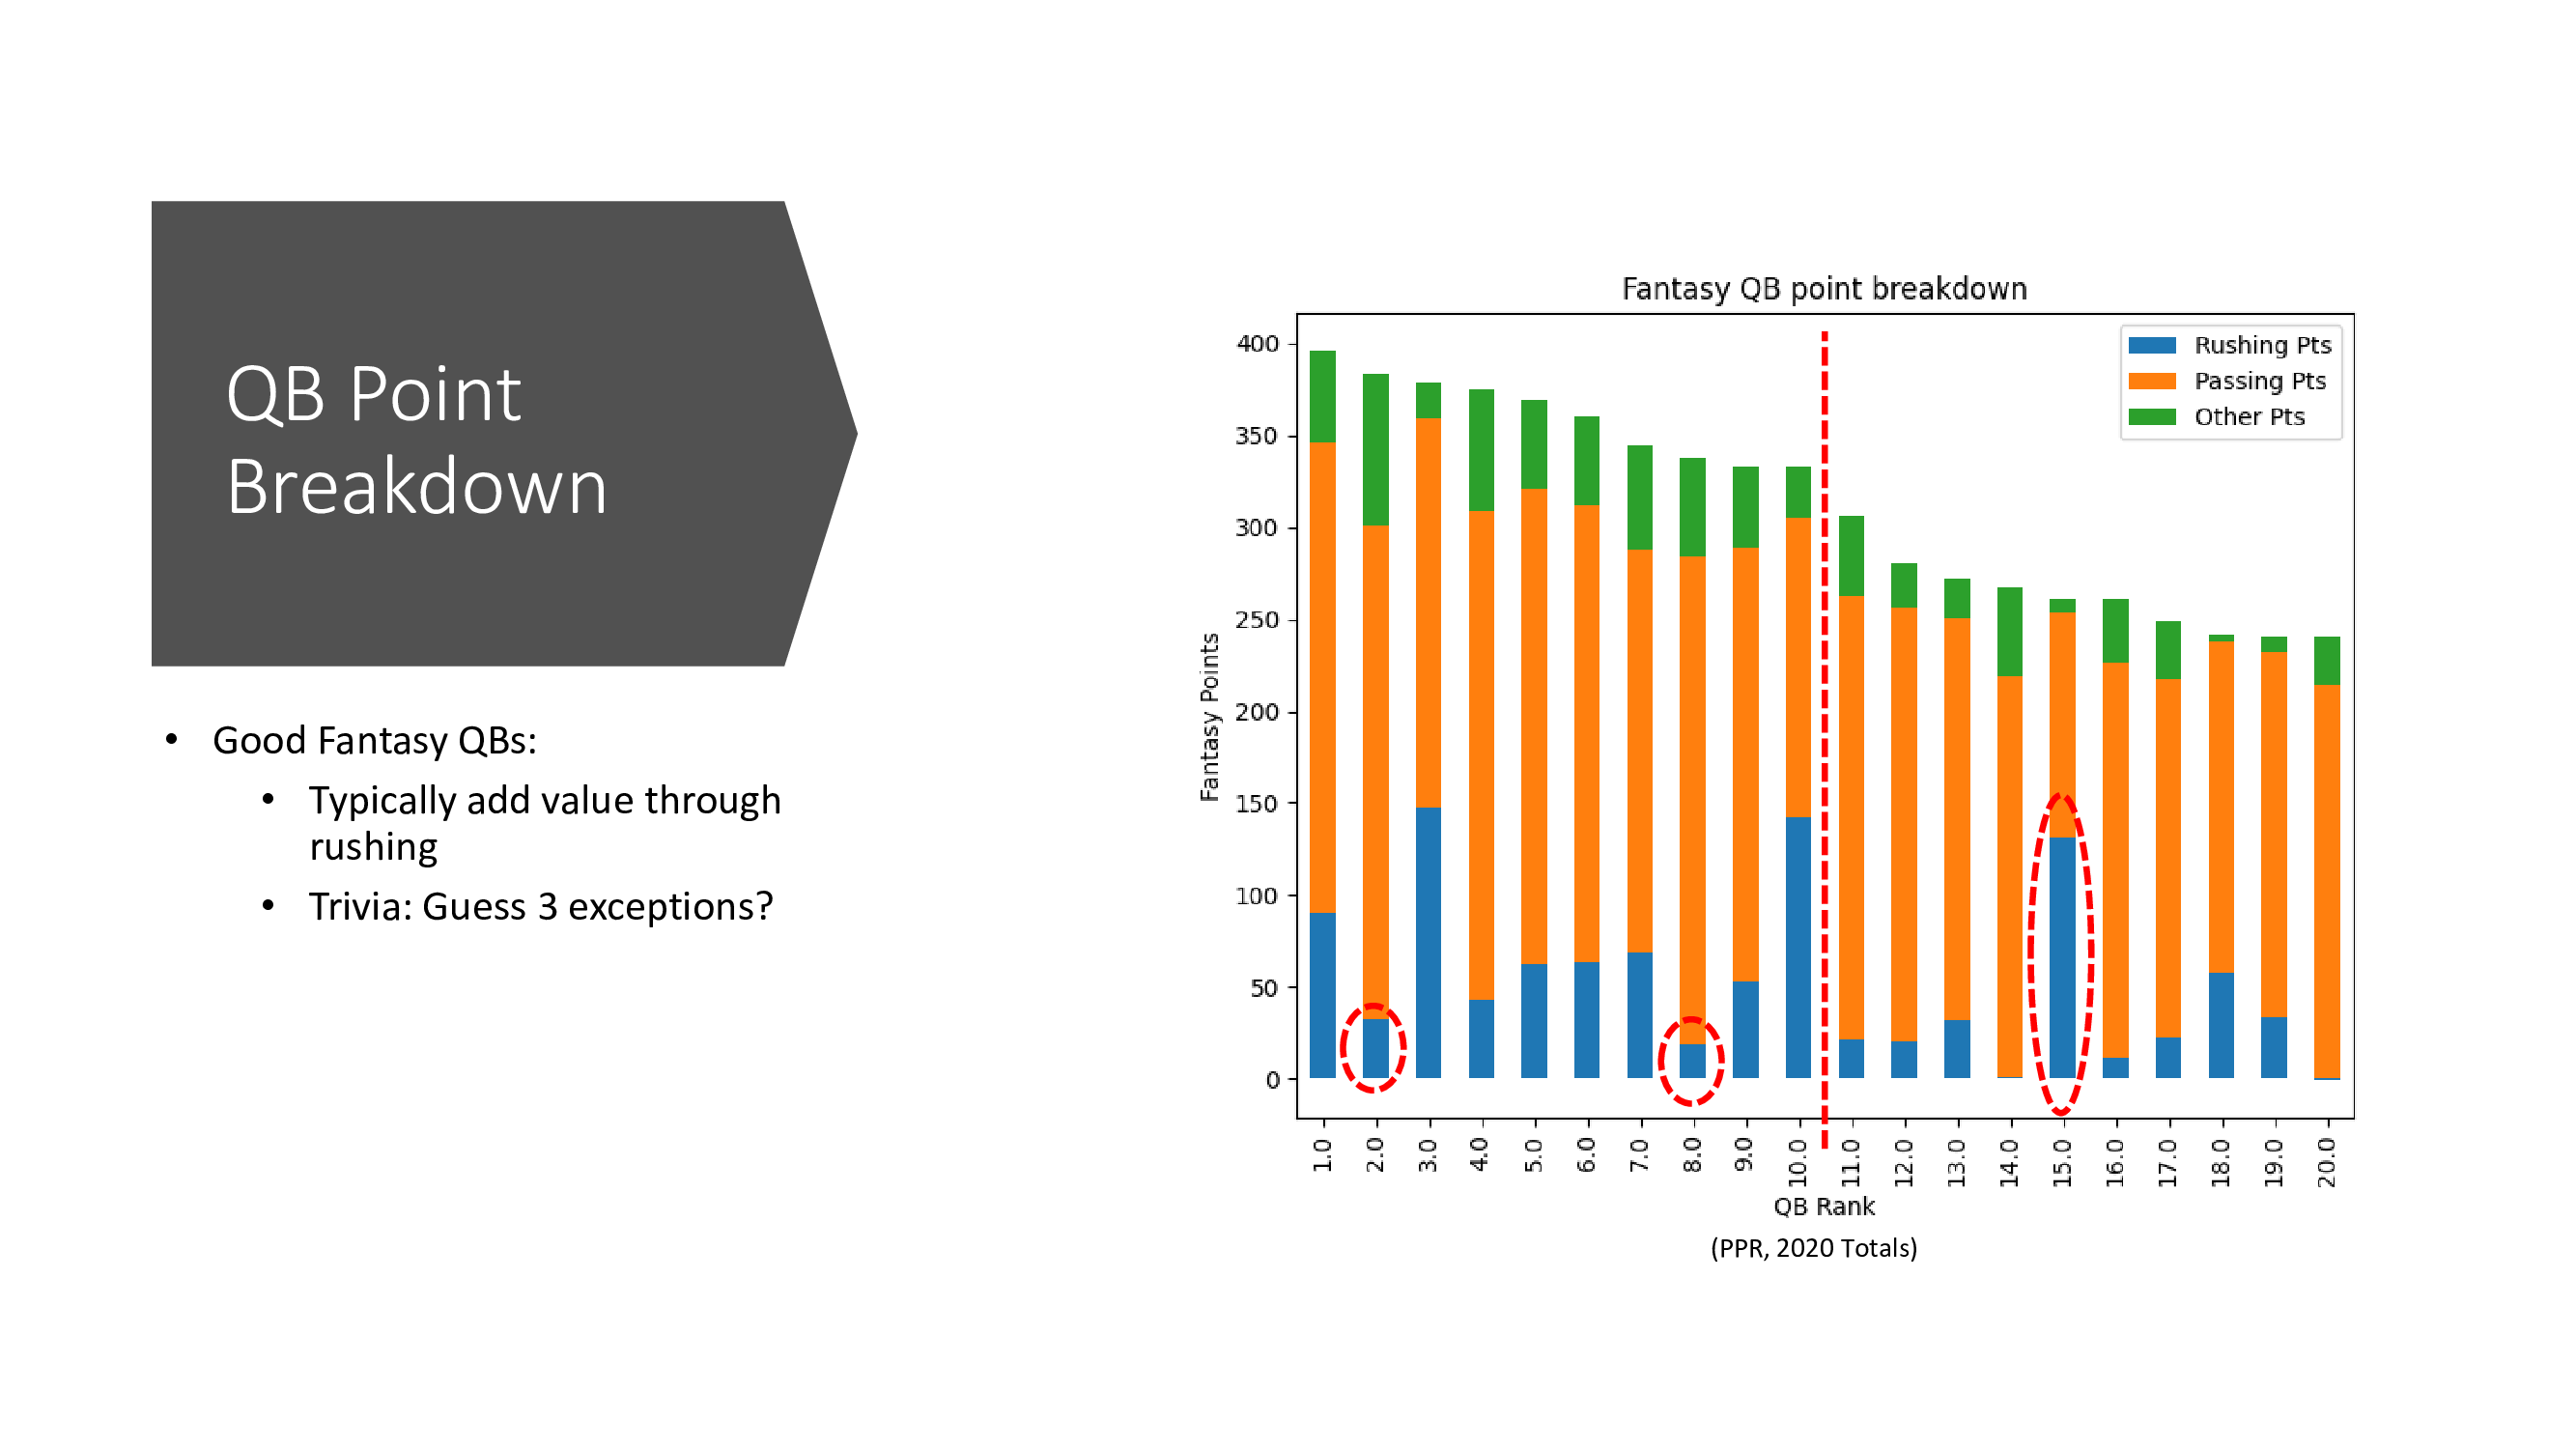 QB Point
Breakdown
• Good Fantasy QBs:
• Typically add value through
rushing
• Trivia: Guess 3 exceptions?
Fantasy QB point breakdown
Rushing Pts
Passing Pts
Other Pts
Fantasy Points
400
350
300
250
200
150
100
50
0
1.0 2.0 3.0 4.0 5.0 6.0 7.0 8.0 9.0 10.0 11.0 12.0 13.0 14.0 15.0 16.0 17.0 18.0 19.0 20.0
QB Rank
(PPR, 2020 Totals)